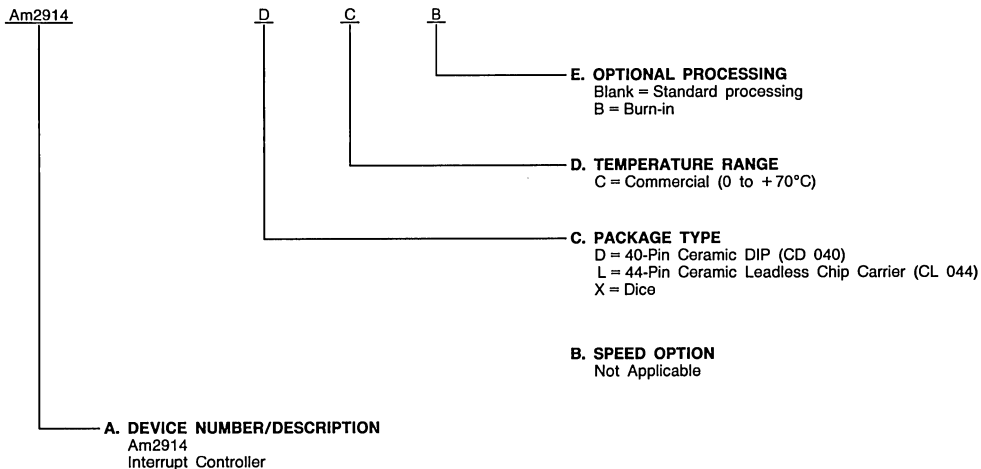 Am2914 D C B
E. OPTIONAL PROCESSING
Blank = Standard processing
B = Burn-in
D. TEMPERATURE RANGE
C = Commercial (0 to +70°C)
C. PACKAGE TYPE
D = 40-Pin Ceramic DIP (CD 040)
L = 44-Pin Ceramic Leadless Chip Carrier (CL 044)
X = Dice
B. SPEED OPTION
Not Applicable
A. DEVICE NUMBER/DESCRIPTION
Am2914
Interrupt Controller